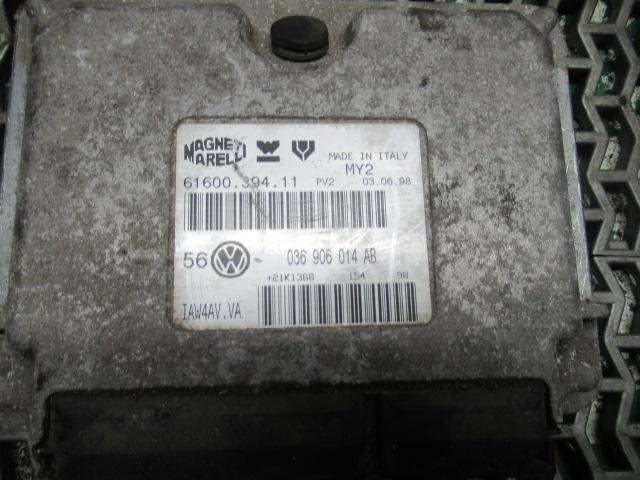 MAGNETI MARELLI
MADE IN ITALY
MY2
61600.394.11 PV2 03.06.98
56 VW 036 906 014 AB
+21K1368 154 98
IAW4AV.VA